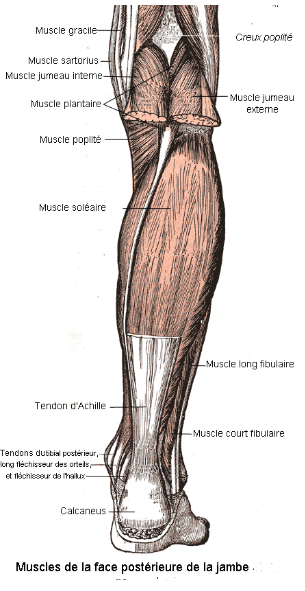 Muscle gracile
Creux poplité
Muscle sartorius
Muscle jumeau interne
Muscle plantaire
Muscle jumeau
externe
Muscle poplité
Muscle soléaire
Muscle long fibulaire
Tendon d'Achille
Muscle court fibulaire
Tendons dutibial postérieur,
long fléchisseur des orteils,
et fléchisseur de l'hallux
Calcaneus
Muscles de la face postérieure de la jambe